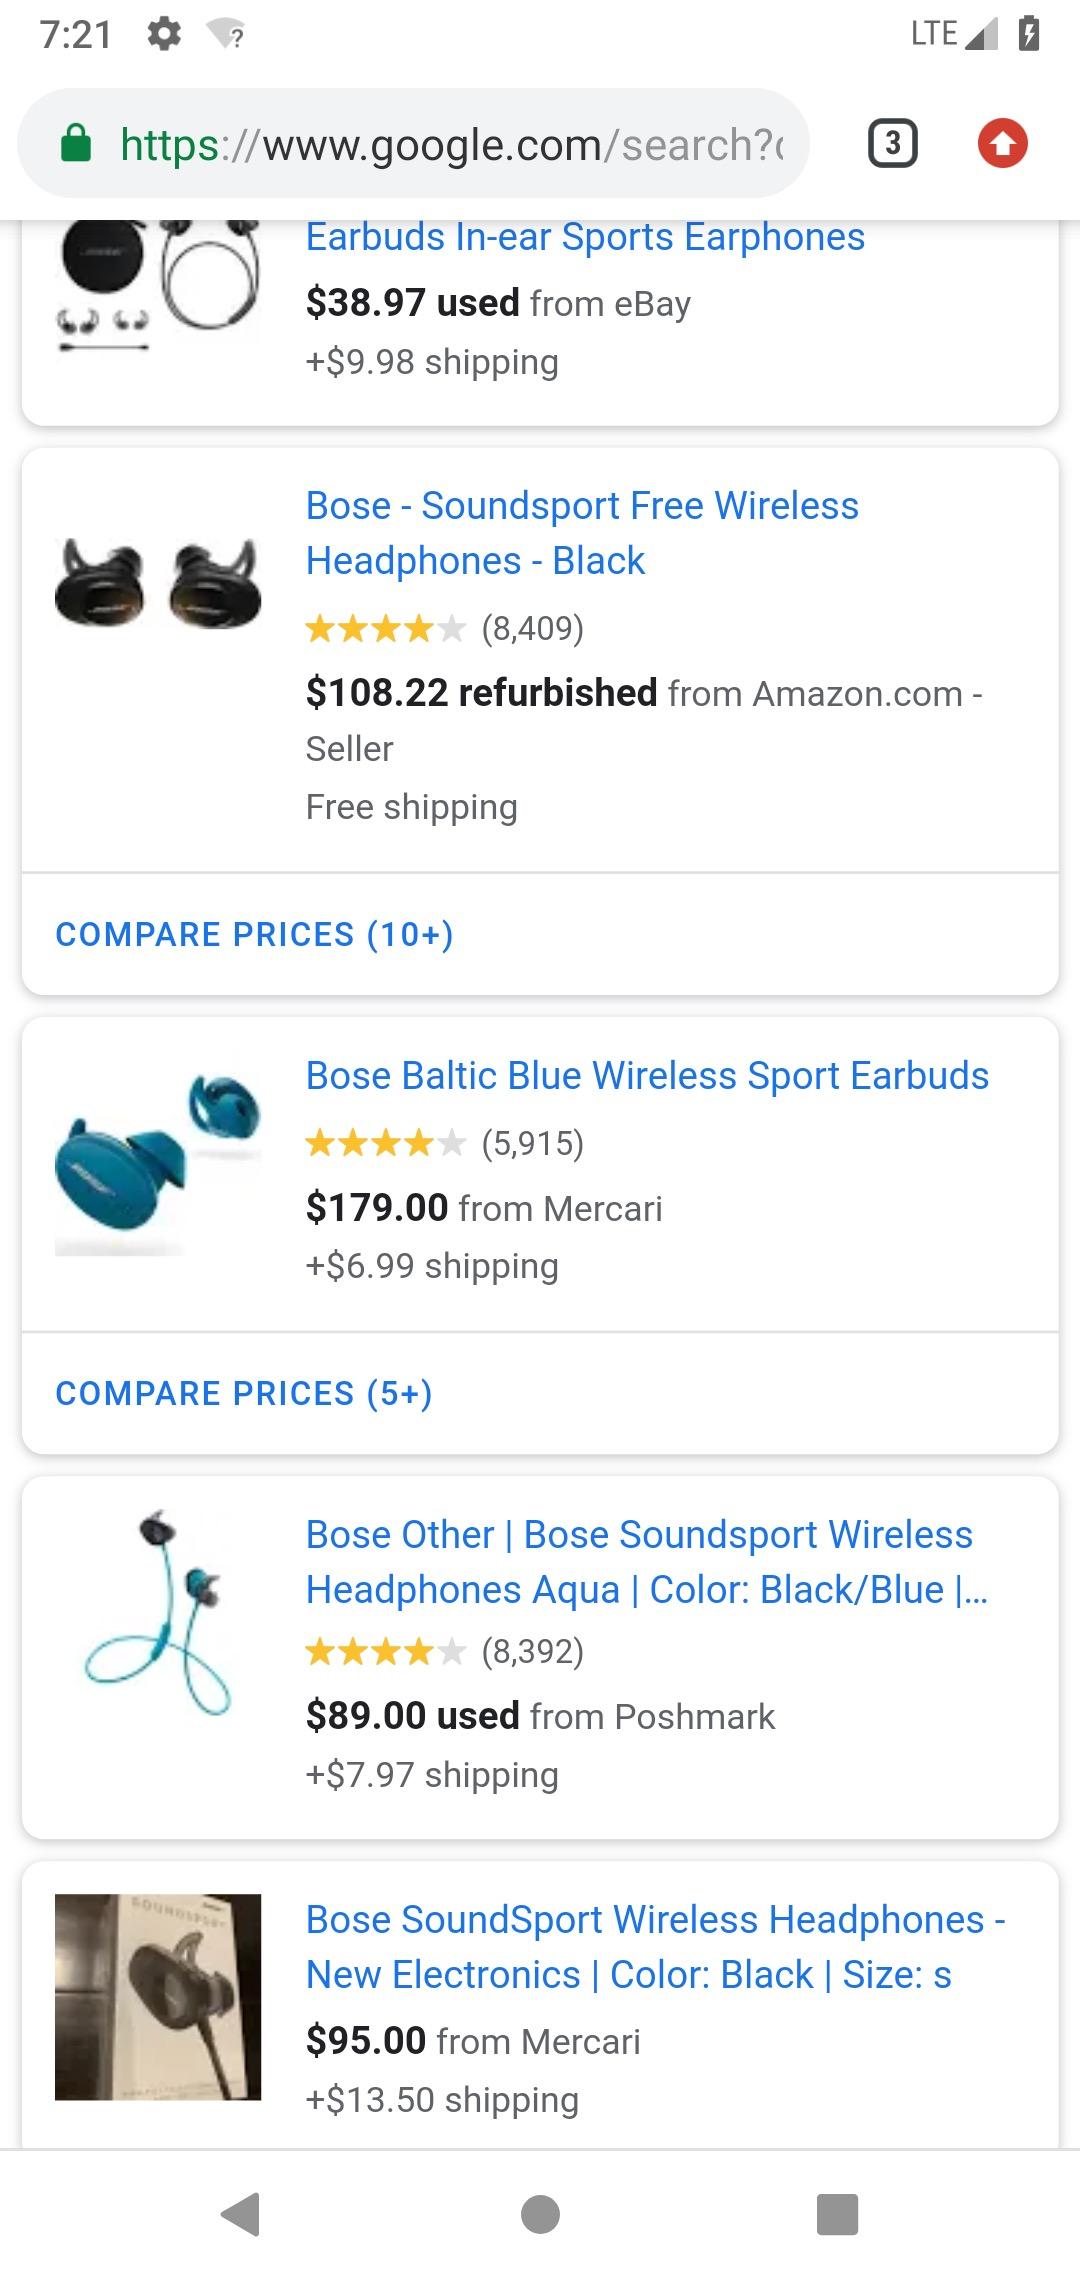 7:21
LTE
https://www.google.com/search?
3
Earbuds In-ear Sports Earphones
$38.97 used from eBay
+$9.98 shipping
Bose - Soundsport Free Wireless
Headphones - Black
(8,409)
$108.22 refurbished from Amazon.com -
Seller
Free shipping
COMPARE PRICES (10+)
Bose Baltic Blue Wireless Sport Earbuds
(5,915)
$179.00 from Mercari
+$6.99 shipping
COMPARE PRICES (5+)
Bose Other | Bose Soundsport Wireless
Headphones Aqua | Color: Black/Blue |...
(8,392)
$89.00 used from Poshmark
+$7.97 shipping
SOUNDSPORT
Bose SoundSport Wireless Headphones -
New Electronics | Color: Black | Size: s
$95.00 from Mercari
+$13.50 shipping